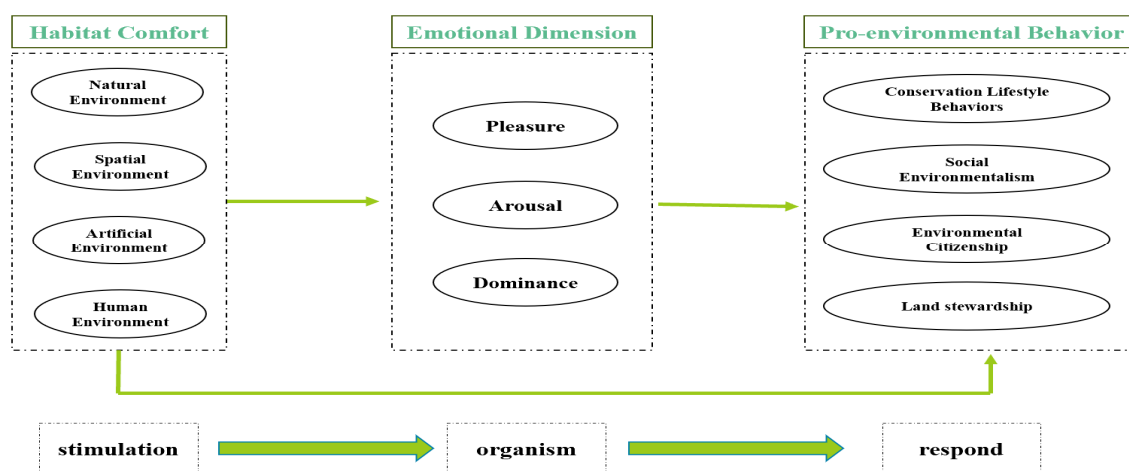 Habitat Comfort
Natural
Environment
Spatial
Environment
Artificial
Environment
Human
Environment
Emotional Dimension
Pleasure
Arousal
Dominance
Pro-environmental Behavior
Conservation Lifestyle
Behaviors
Social
Environmentalism
Environmental
Citizenship
Land stewardship
stimulation
organism
respond